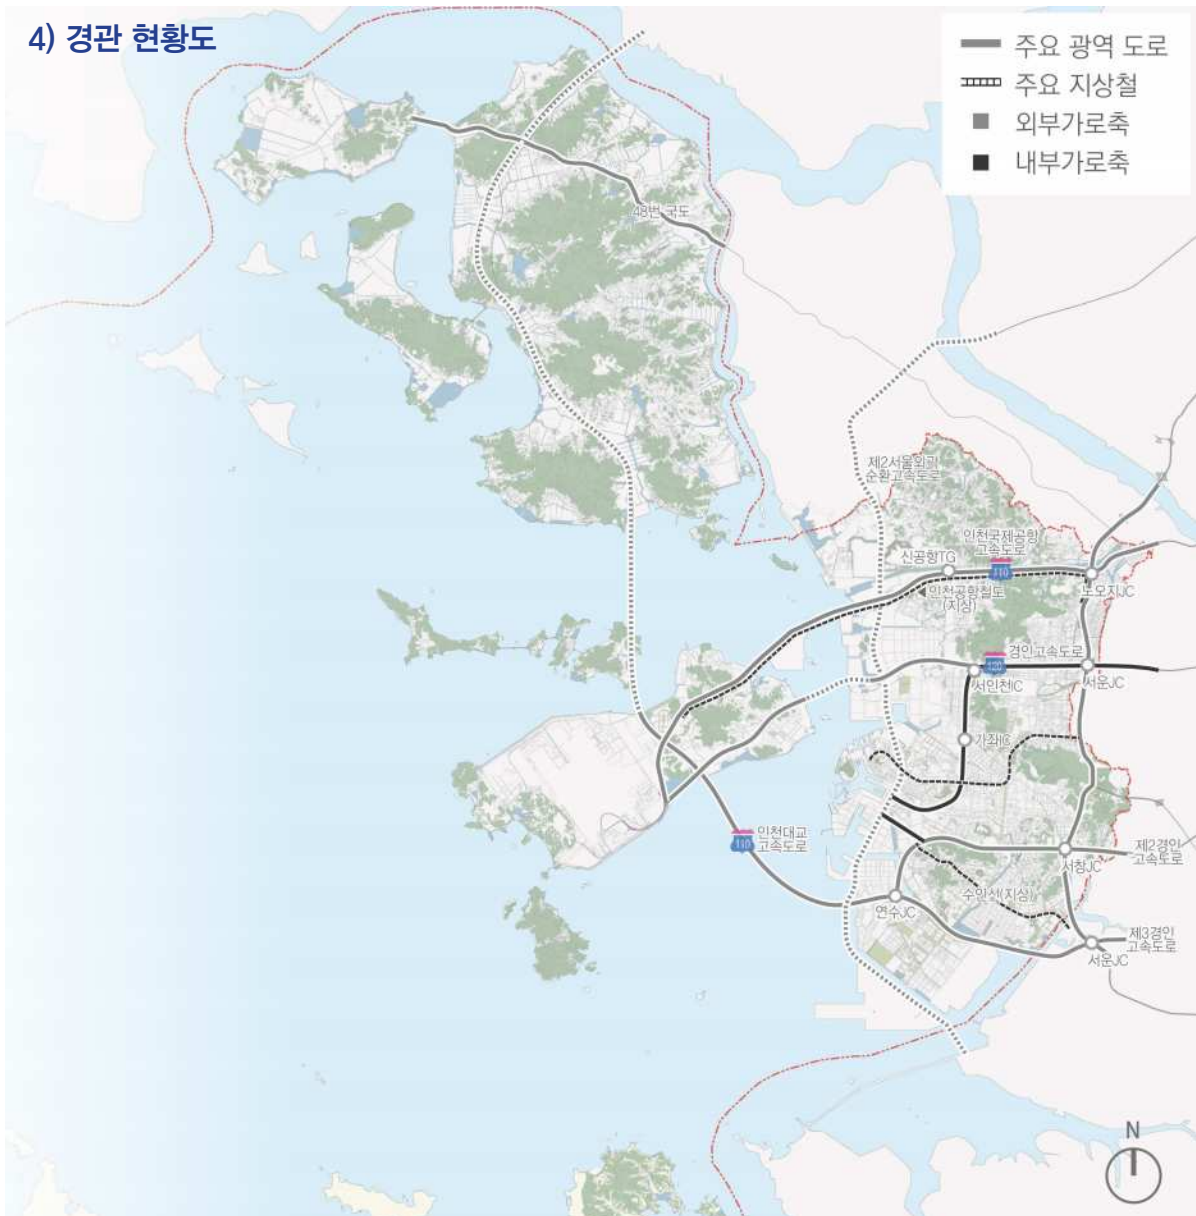 4) 경관 현황도
주요 광역 도로
주요 지상철
외부가로축
내부가로축
48번 국도
제2서울외곽
순환고속도로
인천국제공항
고속도로
신공항TG
110
노오지JC
인천공항철도
(지상)
경인고속도로
120
서인천IC
서운JC
가좌IC
110
인천대교
고속도로
제2경인
고속도로
서창JC
수인선(지상)
연수JC
제3경인
고속도로
서운JC
N